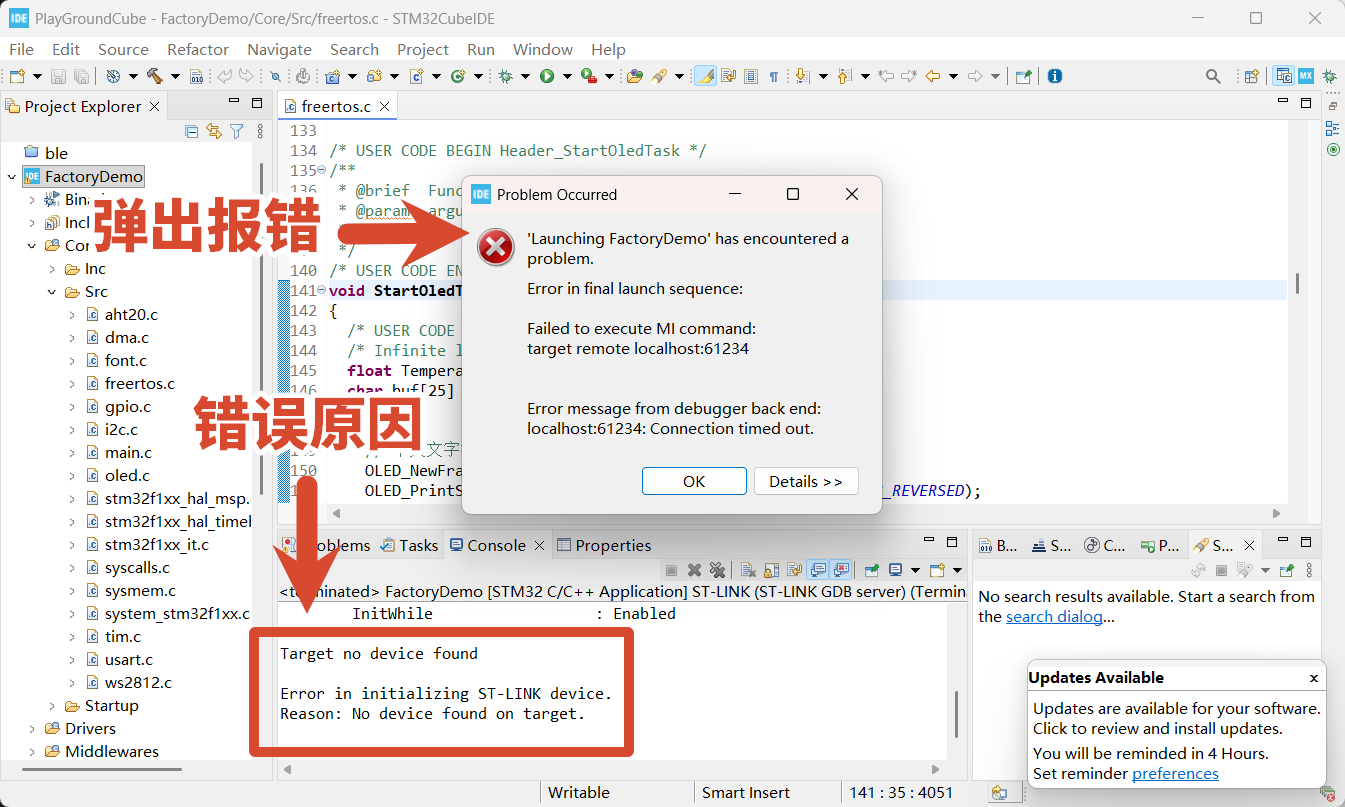 PlayGroundCube - FactoryDemo/Core/Src/freertos.c - STM32CubeIDE
File Edit Source Refactor Navigate Search Project Run Window Help
Project Explorer
ble
FactoryDemo
Inc
Src
aht20.c
dma.c
font.c
freertos.c
gpio.c
i2c.c
main.c
oled.c
stm32f1xx_hal_msp.
stm32f1xx_hal_timel
stm32f1xx_it.c
syscalls.c
sysmem.c
system_stm32f1xx.c
tim.c
usart.c
ws2812.c
Startup
Drivers
Middlewares
freertos.c
133
134 /* USER CODE BEGIN Header_StartOledTask */
135 /**
136 * @brief Func
* @param argu
*/
140 /* USER CODE EN
141 void StartOledT
142 {
143 /* USER CODE
144 /* Infinite l
145 float Tempera
146 char buf[25]
150 OLED_NewFra
OLED_PrintS
_REVERSED);
弹出报错
错误原因
Problem Occurred
'Launching FactoryDemo' has encountered a
problem.
Error in final launch sequence:
Failed to execute MI command:
target remote localhost:61234
Error message from debugger back end:
localhost:61234: Connection timed out.
OK
Details >>
Tasks Console Properties
FactoryDemo [STM32 C/C++ Application] ST-LINK (ST-LINK GDB server) (Termina
InitWhile : Enabled
Target no device found
Error in initializing ST-LINK device.
Reason: No device found on target.
B... S... C... P... S...
No search results available. Start a search from
the search dialog...
Updates Available
Updates are available for your software.
Click to review and install updates.
You will be reminded in 4 Hours.
Set reminder preferences
Writable
Smart Insert
141 : 35 : 4051